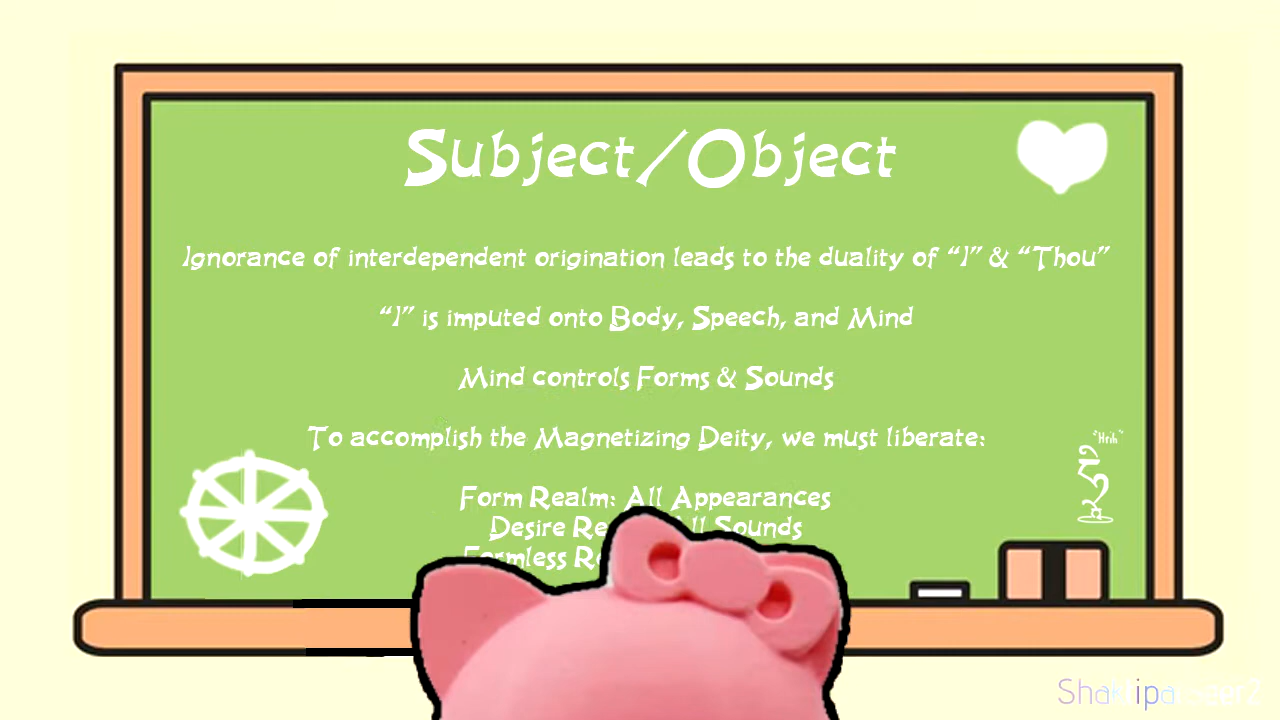 Subject/Object
Ignorance of interdependent origination leads to the duality of “I” & “Thou”
“I” is imputed onto Body, Speech, and Mind
Mind controls Forms & Sounds
To accomplish the Magnetizing Deity, we must liberate:
"Hrih"
Form Realm: All Appearances
Desire All Sounds
Formless